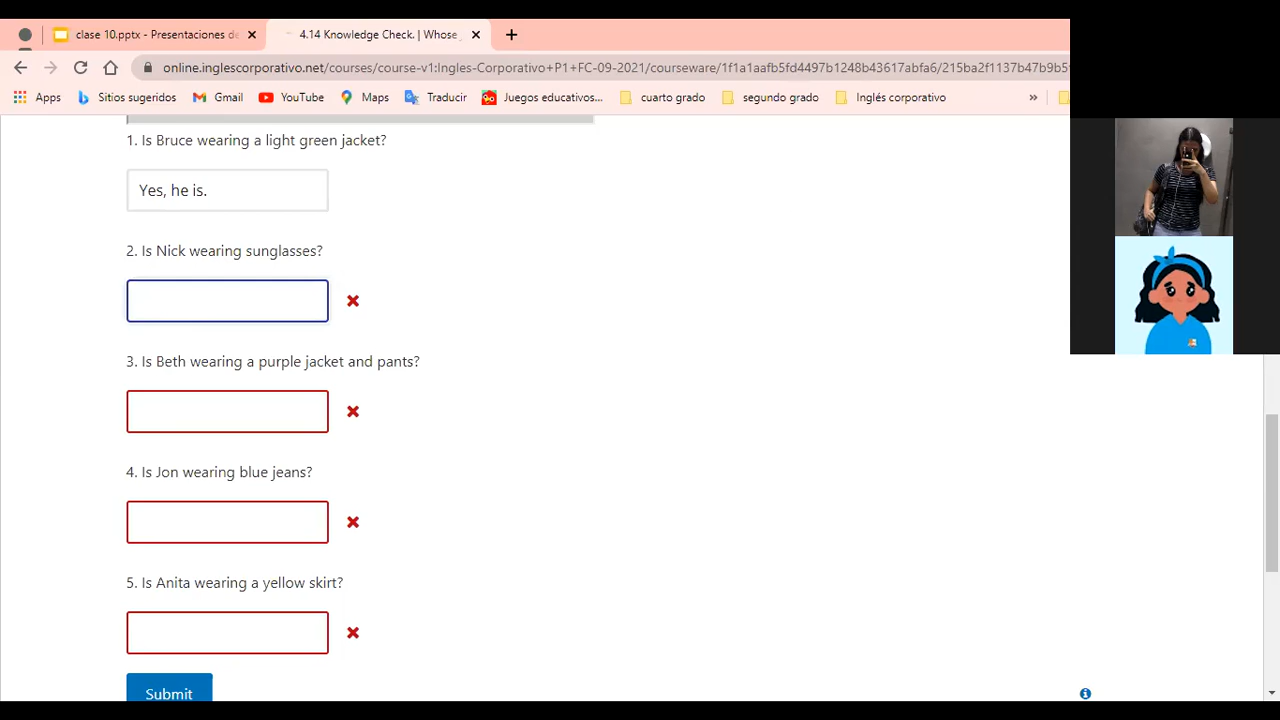 clase 10.pptx - Presentaciones de
4.14 Knowledge Check. | Whose
online.inglescorporativo.net/courses/course-v1:Ingles-Corporativo+P1+FC-09-2021/courseware/1f1a1aafb5fd4497b1248b43617abfa6/215ba2f1137b47b9b5
Apps
Sitios sugeridos
Gmail
YouTube
Maps
Traducir
Juegos educativos...
cuarto grado
segundo grado
Inglés corporativo
»
1. Is Bruce wearing a light green jacket?
Yes, he is.
2. Is Nick wearing sunglasses?
3. Is Beth wearing a purple jacket and pants?
4. Is Jon wearing blue jeans?
5. Is Anita wearing a yellow skirt?
Submit